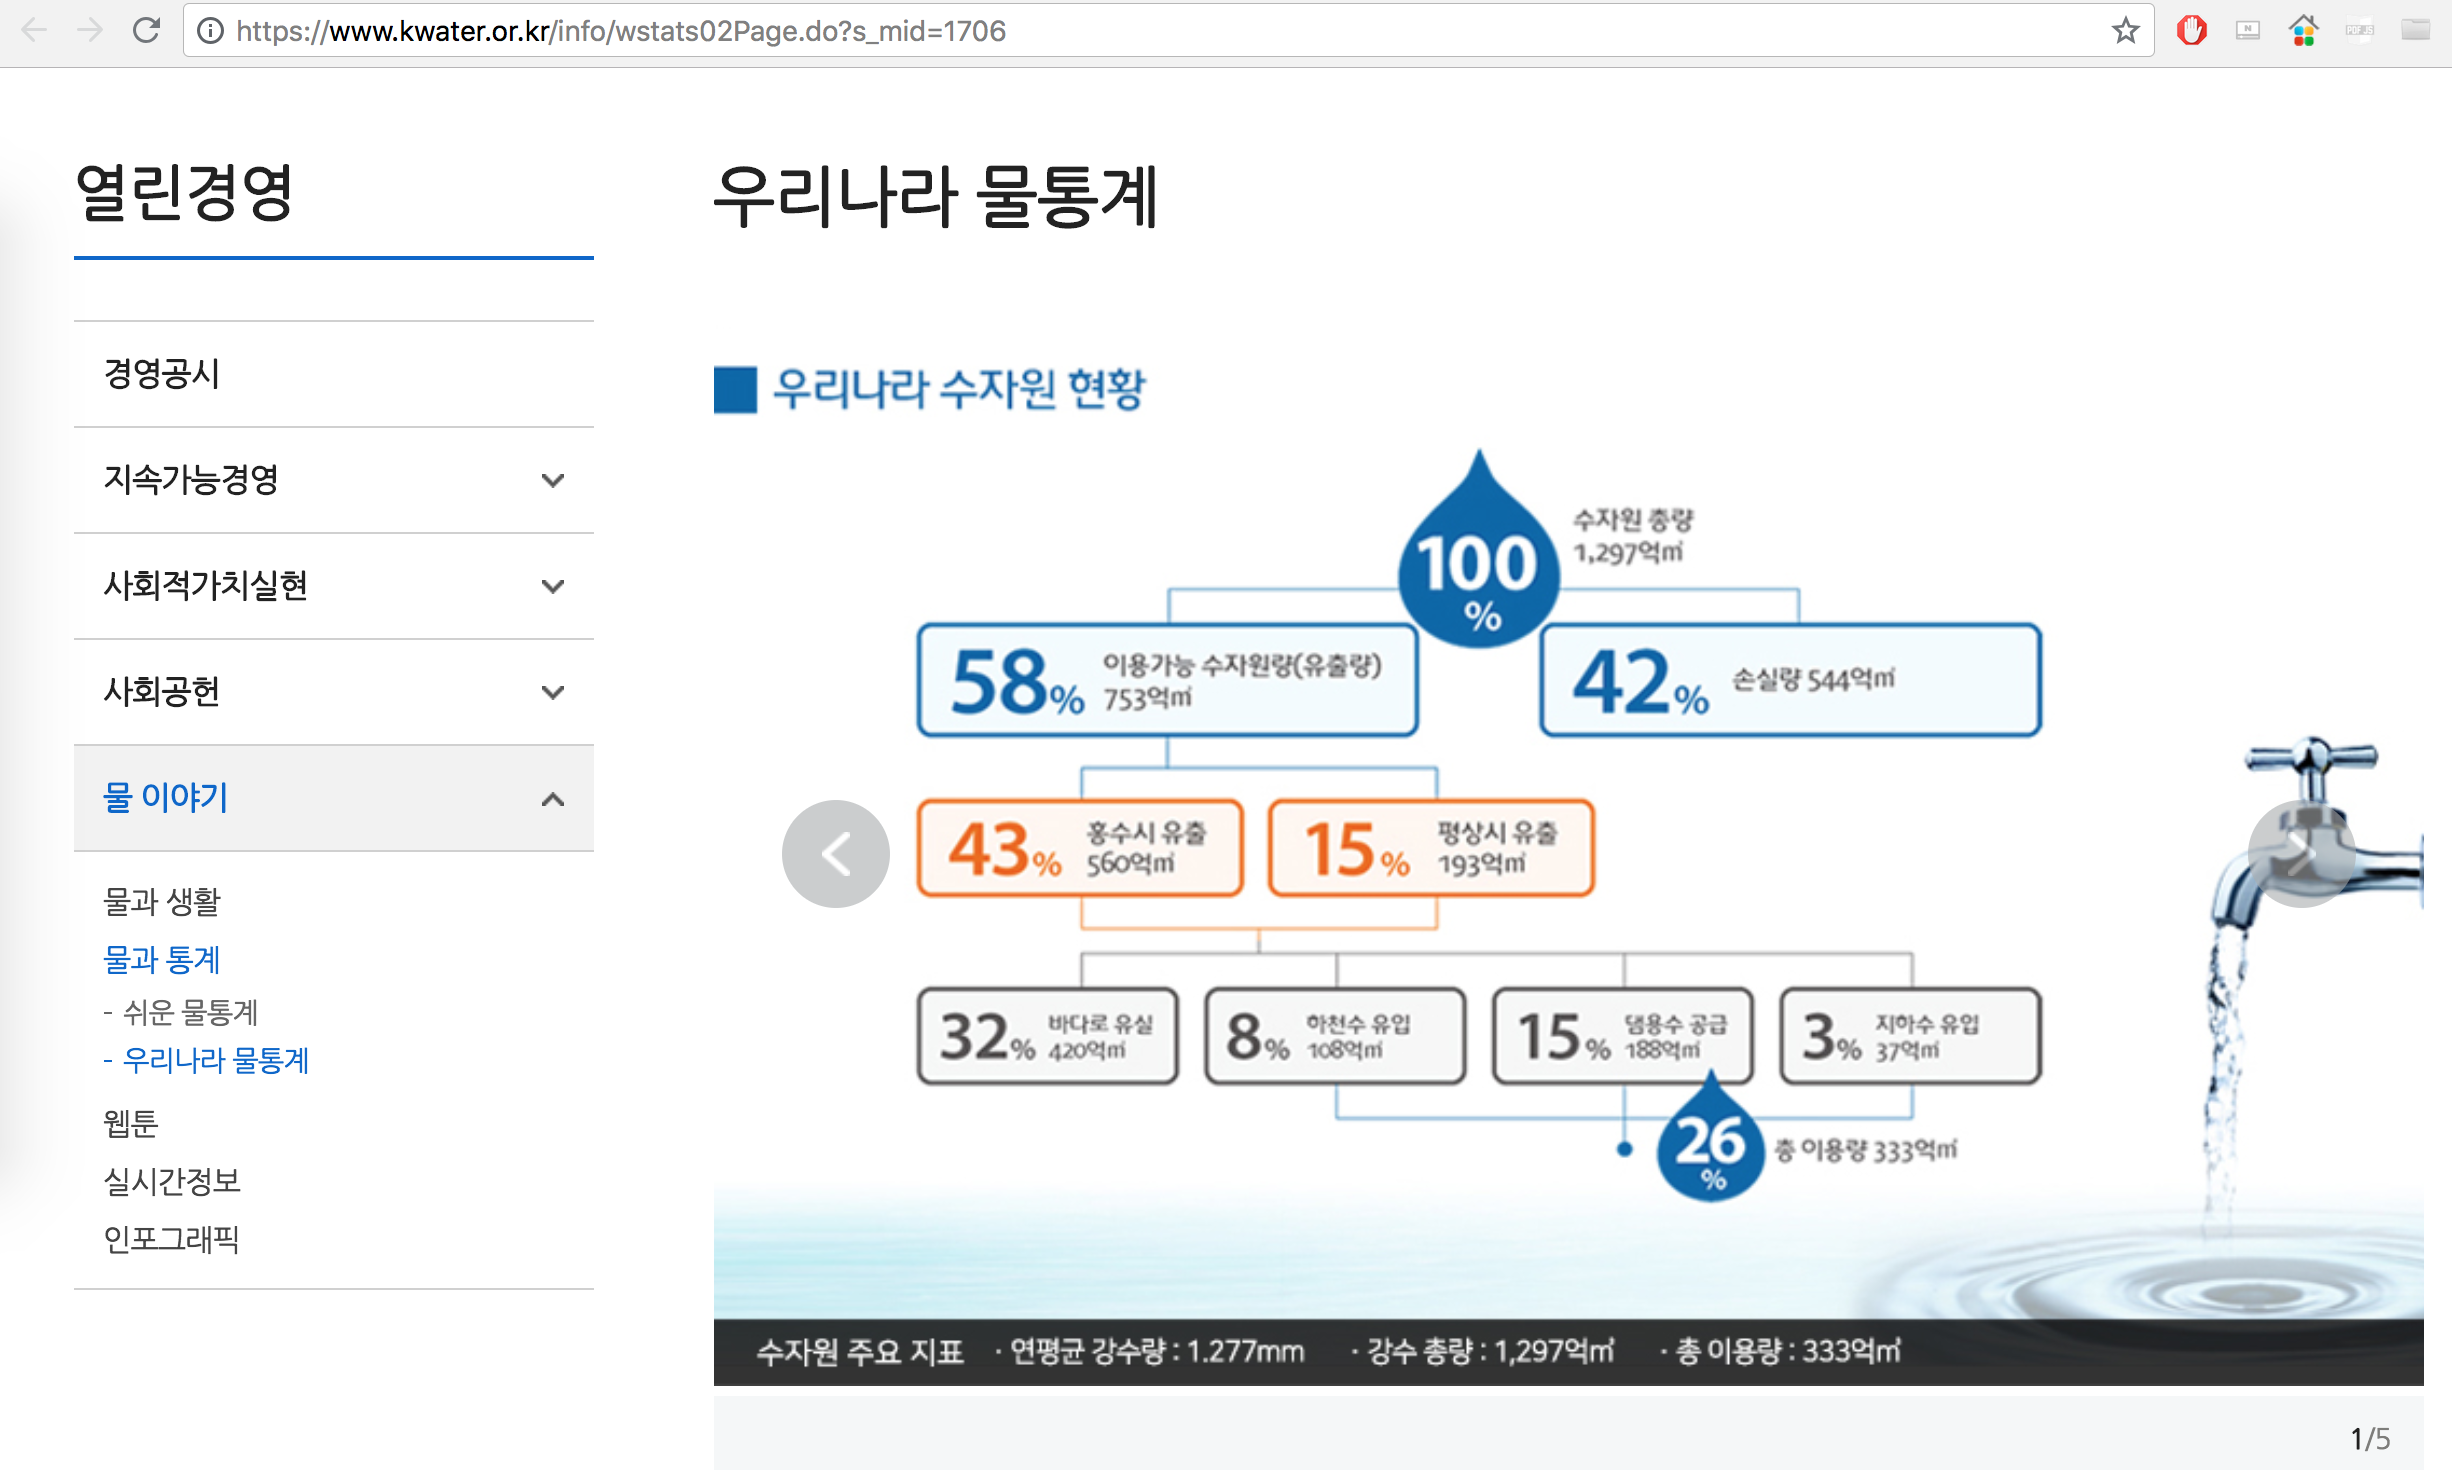 https://www.kwater.or.kr/info/wstats02Page.do?s_mid=1706
열린경영
경영공시
지속가능경영
사회적가치실현
사회공헌
물 이야기
물과 생활
물과 통계
- 쉬운 물통계
- 우리나라 물통계
웹툰
실시간정보
인포그래픽
우리나라 물통계
우리나라 수자원 현황
100%
수자원 총량
1,297억㎥
58%
이용가능 수자원량(유출량)
753억㎥
42% 손실량 544억㎥
43%
홍수시 유출
560억㎥
15%
평상시 유출
193억㎥
32%
바다로 유실
420억㎥
8%
하천수 유입
108억㎥
15%
댐용수 공급
188억㎥
3%
지하수 유입
37억㎥
26%
총 이용량 333억㎥
수자원 주요 지표 · 연평균 강수량 : 1.277mm · 강수 총량 : 1,297억㎥ · 총 이용량 : 333억㎥
1/5